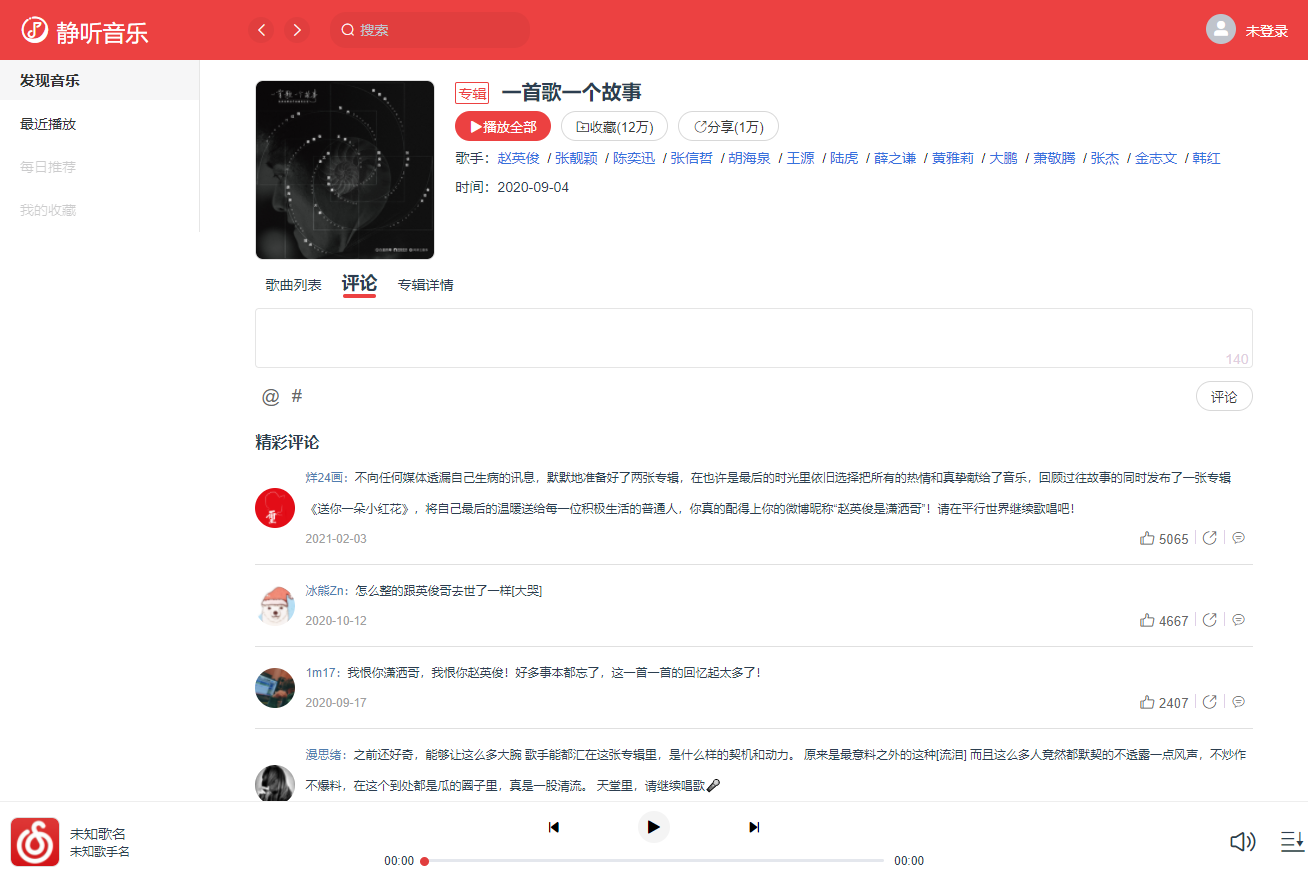 静听音乐
搜索
未登录
发现音乐
最近播放
每日推荐
我的收藏
一首歌一个故事
专辑 一首歌一个故事
播放全部 收藏(12万) 分享(1万)
歌手：赵英俊 / 张靓颖 / 陈奕迅 / 张信哲 / 胡海泉 / 王源 / 陆虎 / 薛之谦 / 黄雅莉 / 大鹏 / 萧敬腾 / 张杰 / 金志文 / 韩红
时间：2020-09-04
歌曲列表 评论 专辑详情
140
@ # 评论
精彩评论
烊24画：不向任何媒体透漏自己生病的讯息，默默地准备好了两张专辑，在也许是最后的时光里依旧选择把所有的热情和真挚献给了音乐，回顾过往故事的同时发布了一张专辑
《送你一朵小红花》，将自己最后的温暖送给每一位积极生活的普通人，你真的配得上你的微博昵称“赵英俊是潇洒哥”！请在平行世界继续歌唱吧！
2021-02-03 5065
冰熊Zn：怎么整的跟英俊哥去世了一样[大哭]
2020-10-12 4667
1m17：我恨你潇洒哥，我恨你赵英俊！好多事本都忘了，这一首一首的回忆起太多了！
2020-09-17 2407
漫思绪：之前还好奇，能够让这么多大腕 歌手能都汇在这张专辑里，是什么样的契机和动力。 原来是最意料之外的这种[流泪] 而且这么多人竟然都默契的不透露一点风声，不炒作
不爆料，在这个到处都是瓜的圈子里，真是一股清流。 天堂里，请继续唱歌🎤
未知歌名
未知歌手名
00:00 00:00